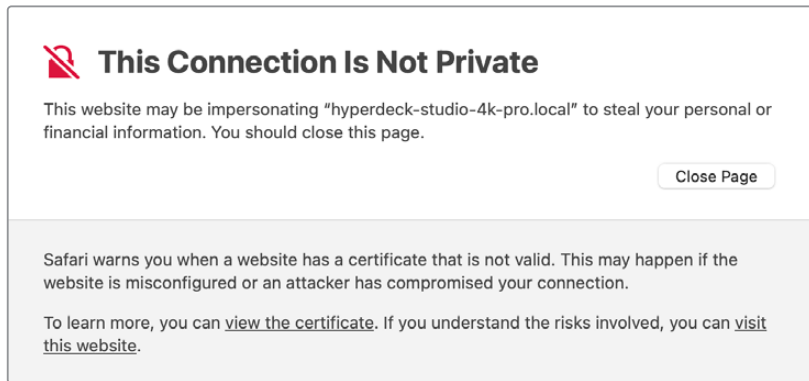 This Connection Is Not Private
This website may be impersonating “hyperdeck-studio-4k-pro.local” to steal your personal or
financial information. You should close this page.
Close Page
Safari warns you when a website has a certificate that is not valid. This may happen if the
website is misconfigured or an attacker has compromised your connection.
To learn more, you can view the certificate. If you understand the risks involved, you can visit
this website.